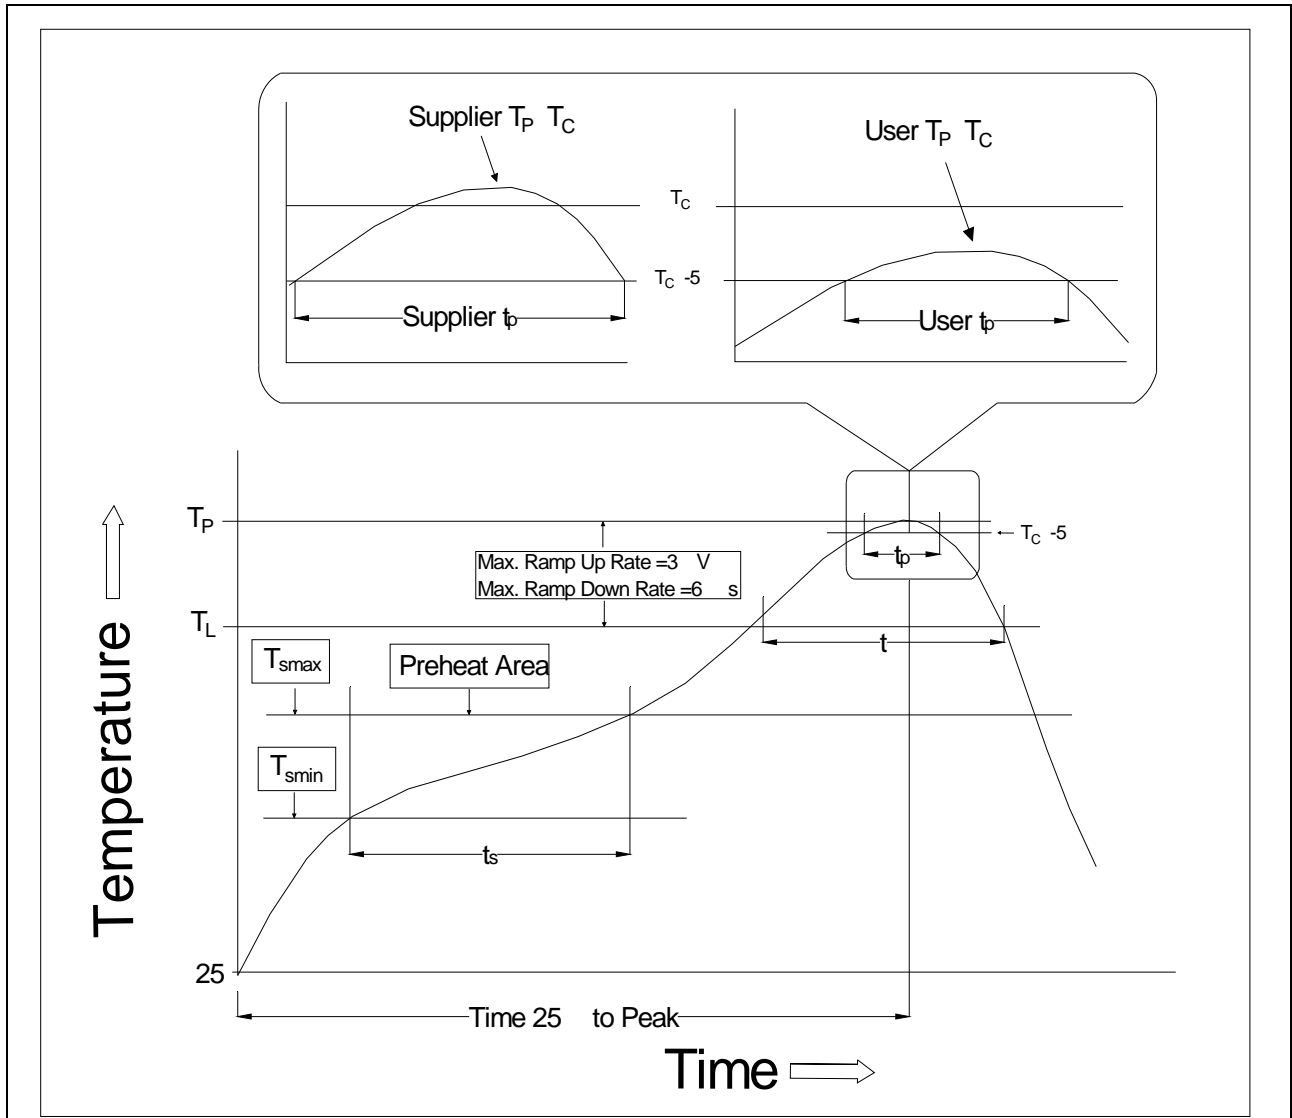 Supplier TP TC
User TP TC
TC
TC -5
Supplier tp
User tp
TP
TC -5
tp
Max. Ramp Up Rate =3 V
Max. Ramp Down Rate =6 s
TL
t
Tsmax
Preheat Area
Tsmin
ts
Temperature
25
Time 25 to Peak
Time